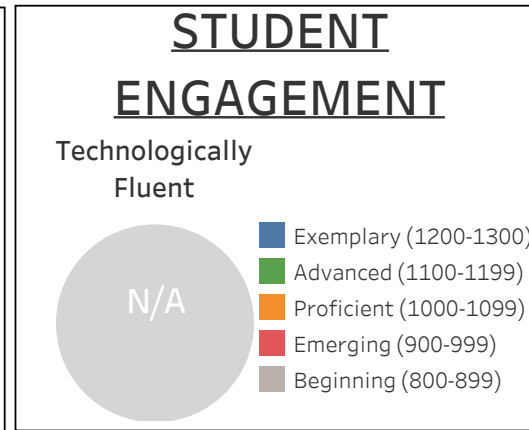 STUDENT
ENGAGEMENT
Technologically
Fluent
N/A
Exemplary (1200-1300)
Advanced (1100-1199)
Proficient (1000-1099)
Emerging (900-999)
Beginning (800-899)